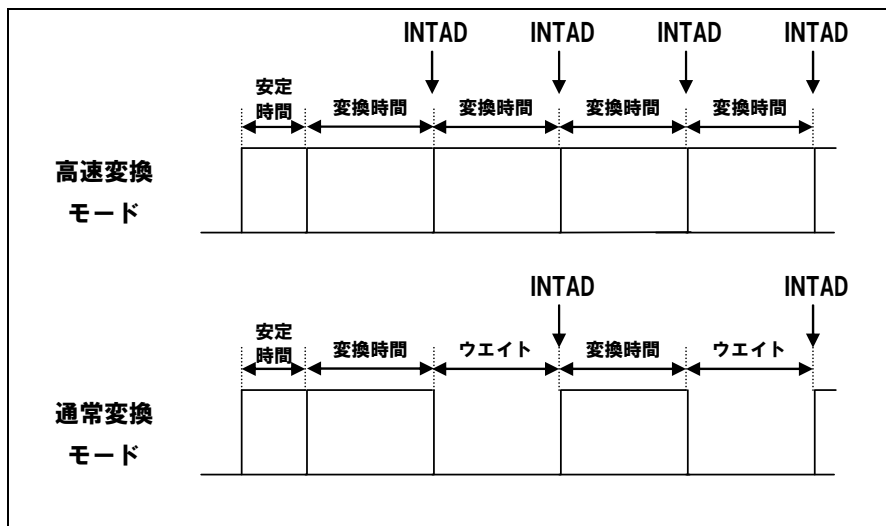 INTAD INTAD INTAD INTAD
安定
時間 変換時間 変換時間 変換時間 変換時間
高速変換
モード
INTAD INTAD
安定
時間 変換時間 ウエイト 変換時間 ウエイト
通常変換
モード